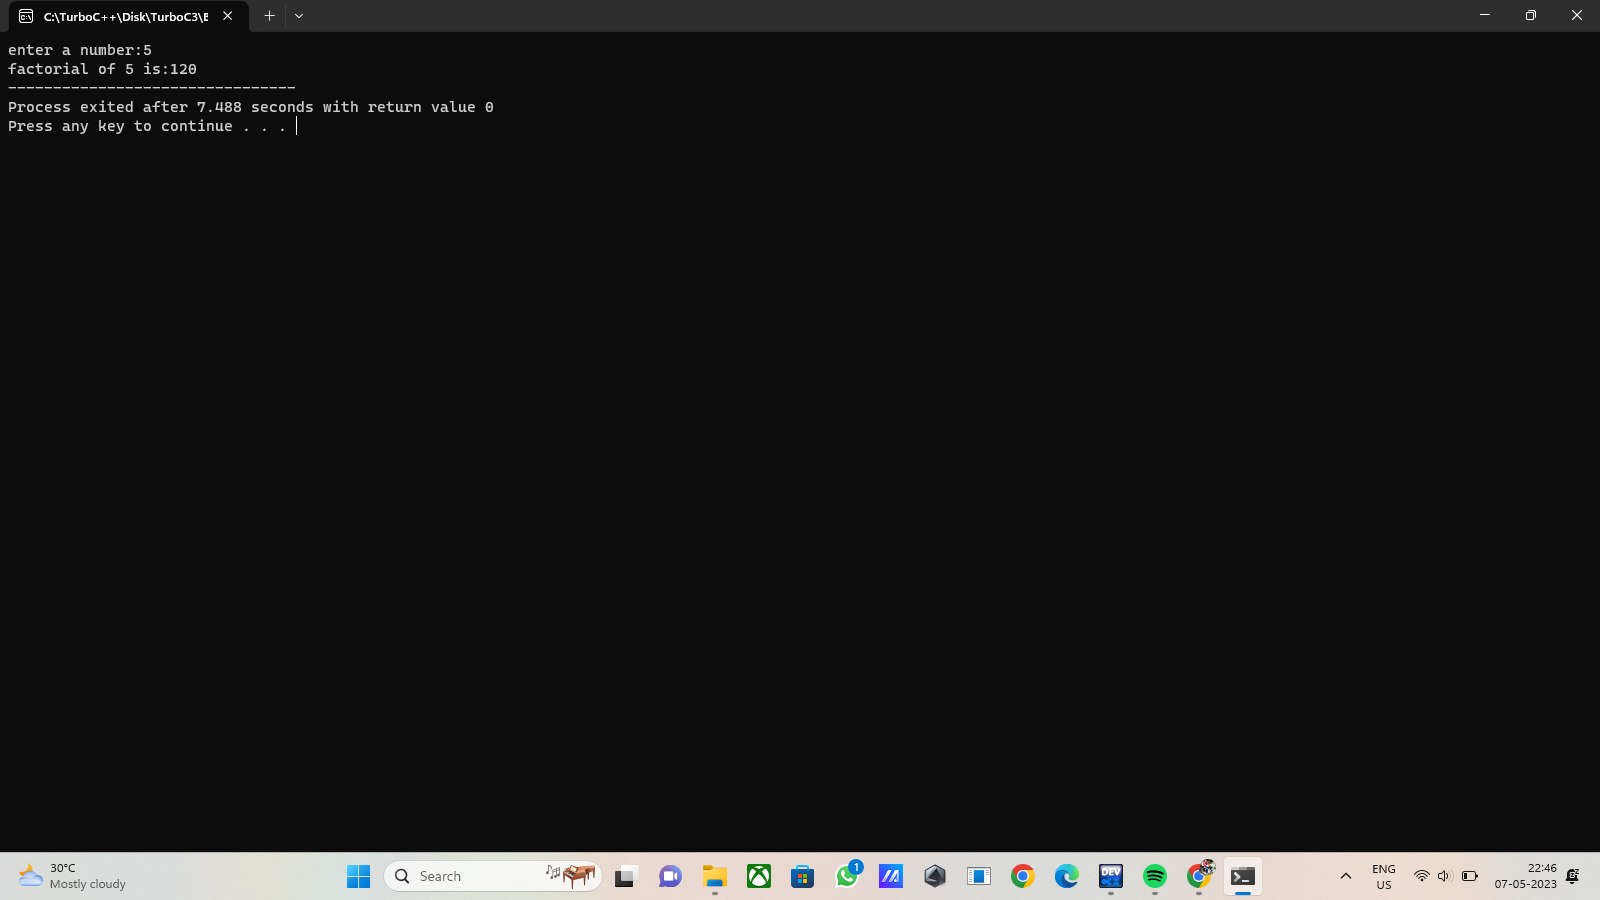 C:\TurboC++\Disk\TurboC3\E
enter a number:5
factorial of 5 is:120
--------------------------------
Process exited after 7.488 seconds with return value 0
Press any key to continue . . .
30°C
Mostly cloudy
Search
1
DEV
C++
ENG
US
22:46
07-05-2023